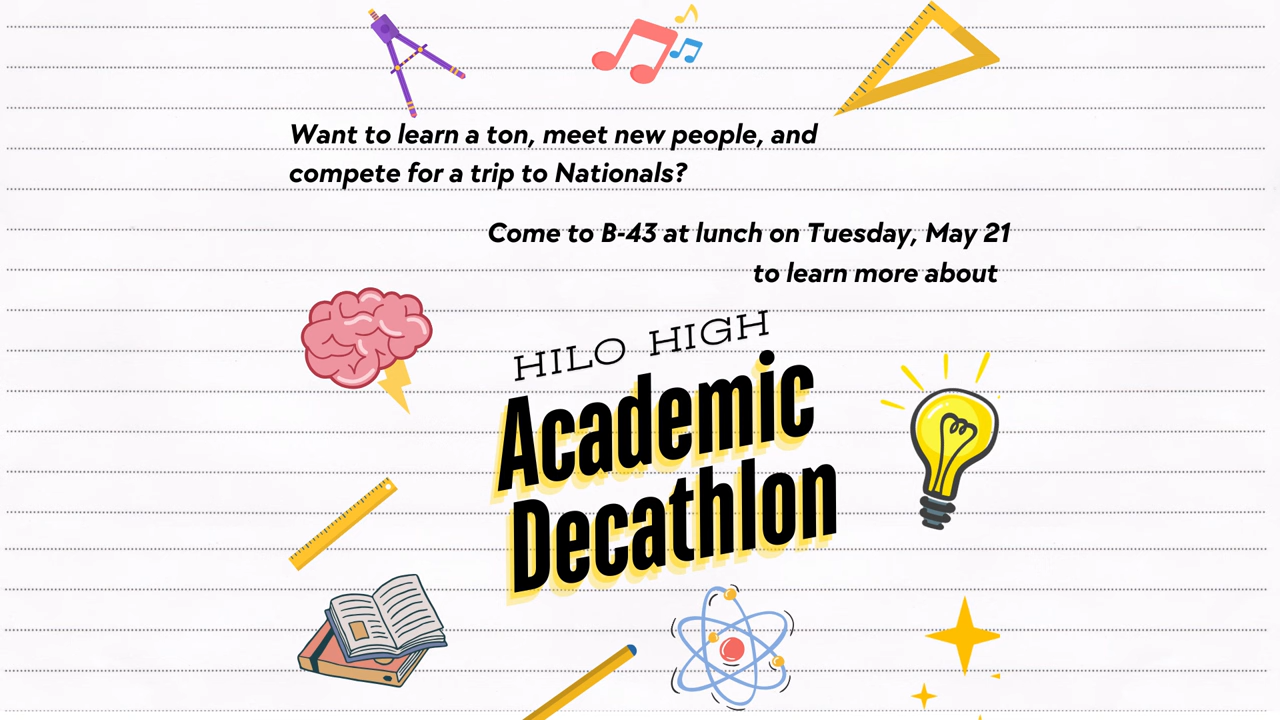 Want to learn a ton, meet new people, and
compete for a trip to Nationals?
Come to B-43 at lunch on Tuesday, May 21
to learn more about
HILO HIGH
Academic
Decathlon